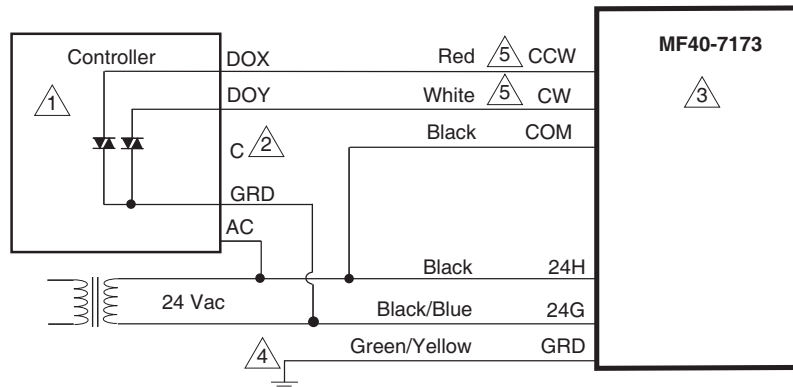 Controller
1
DOX
Red 5 CCW
MF40-7173
3
DOY
White 5 CW
C 2
Black COM
GRD
AC
24 Vac
Black 24H
Black/Blue 24G
4
Green/Yellow GRD